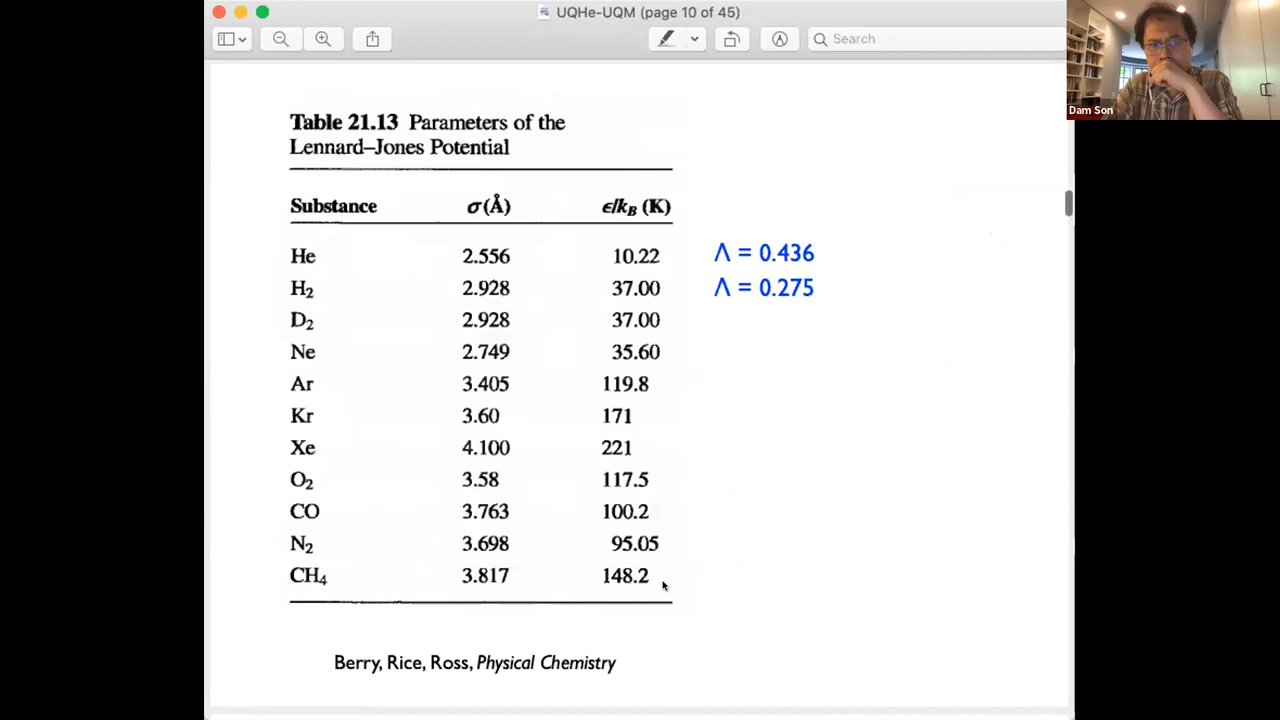 UQHe-UQM (page 10 of 45)
Search
Dam Son
Table 21.13 Parameters of the
Lennard–Jones Potential
Substance σ(Å) ϵ/kB (K)
He 2.556 10.22 Λ = 0.436
H2 2.928 37.00 Λ = 0.275
D2 2.928 37.00
Ne 2.749 35.60
Ar 3.405 119.8
Kr 3.60 171
Xe 4.100 221
O2 3.58 117.5
CO 3.763 100.2
N2 3.698 95.05
CH4 3.817 148.2
Berry, Rice, Ross, Physical Chemistry